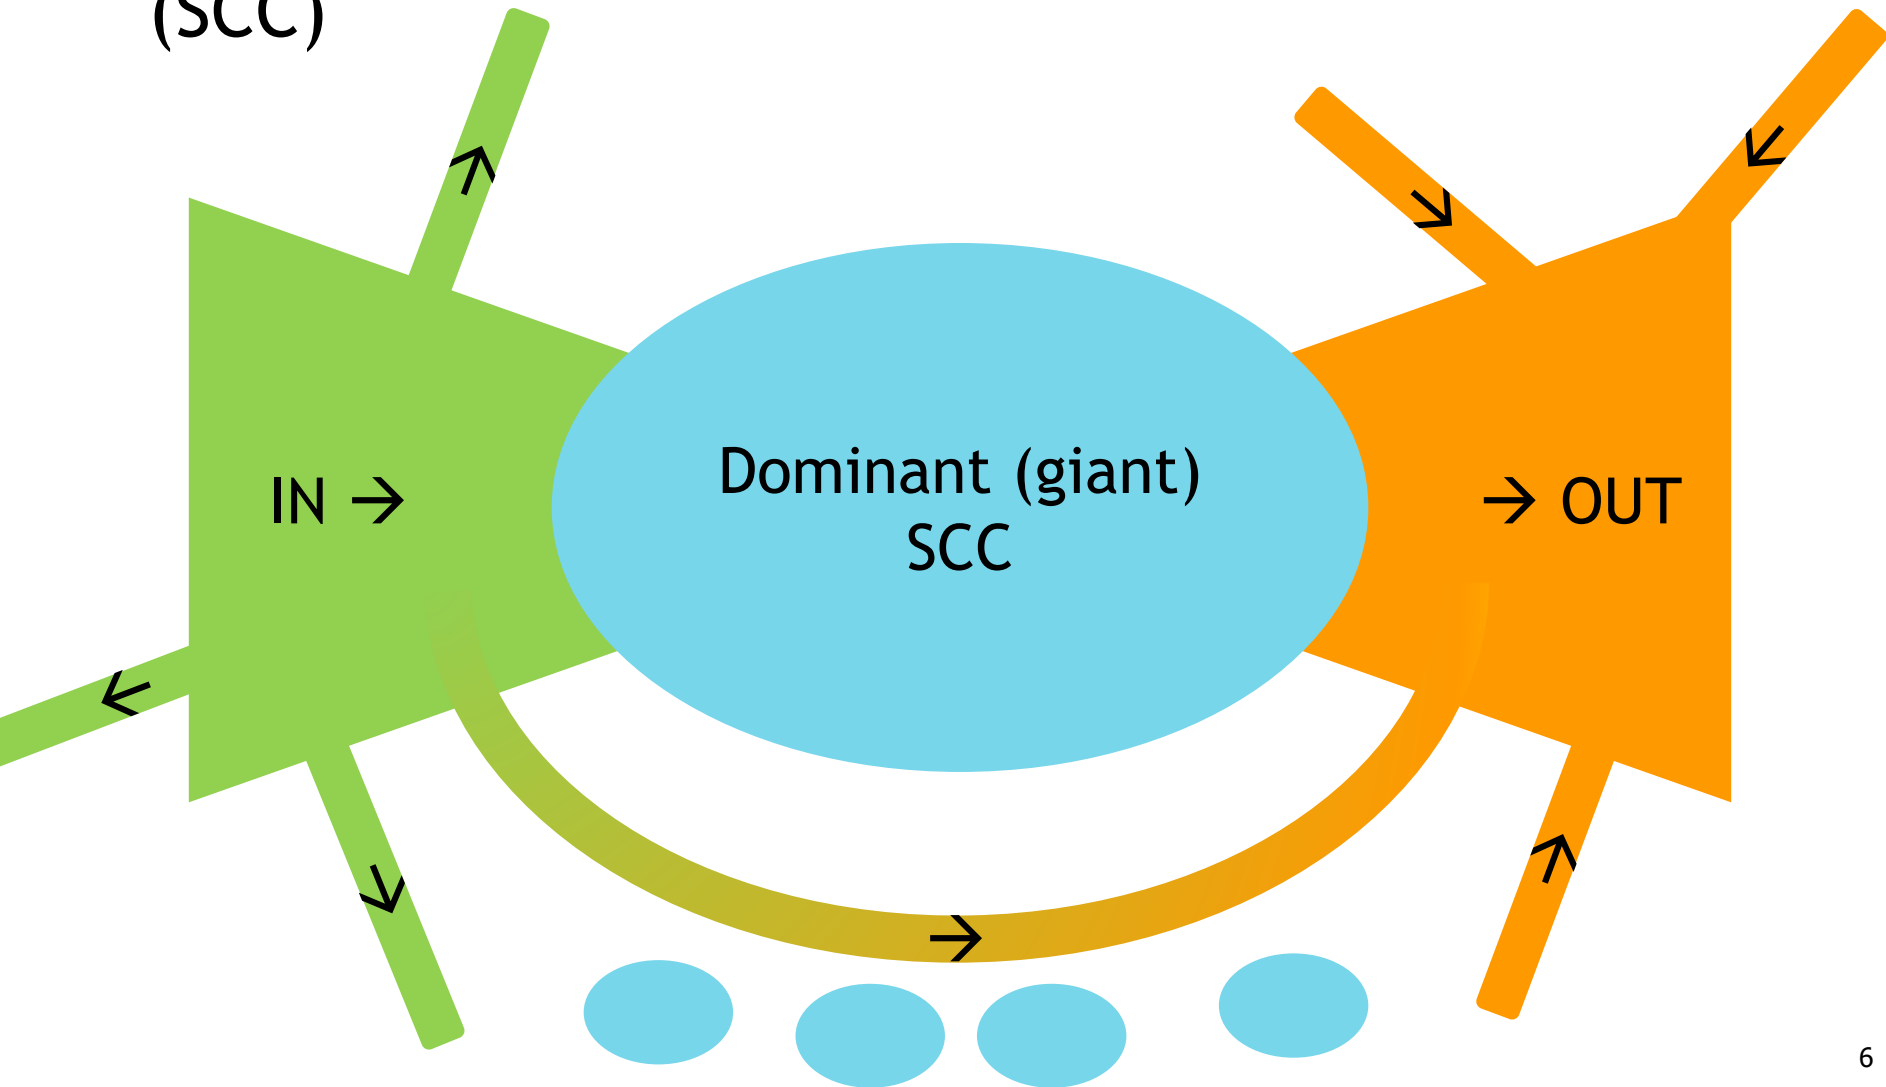 (SCC)
IN →
Dominant (giant)
SCC
→ OUT
6